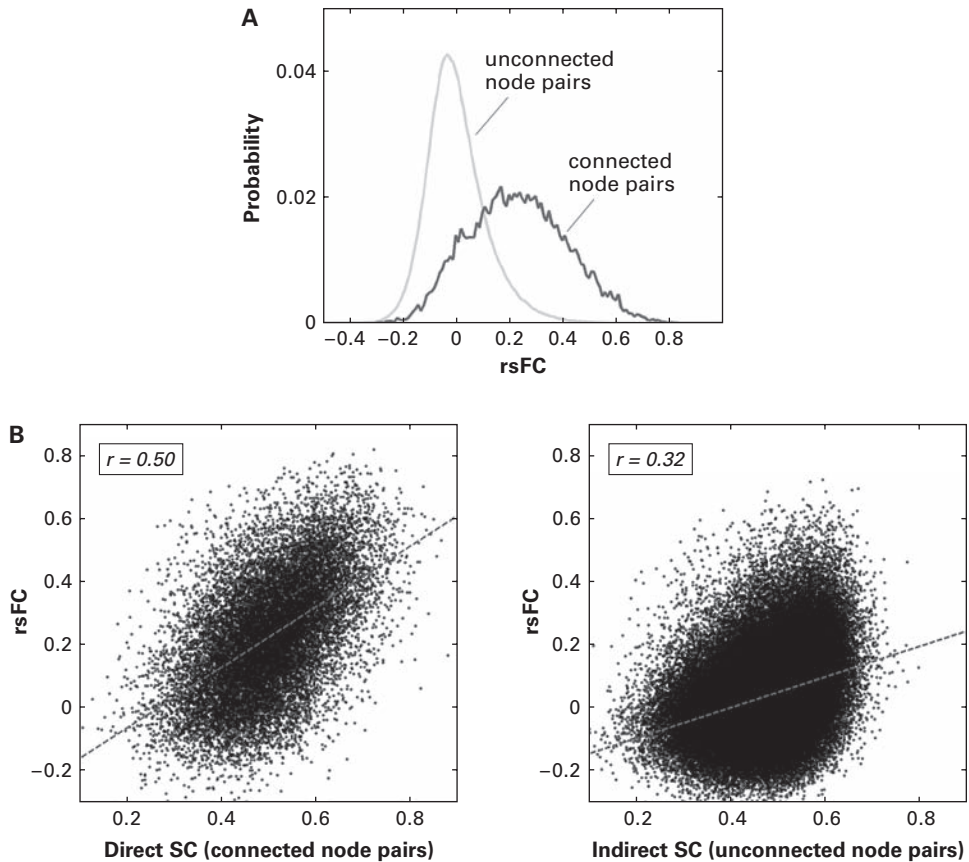 A
0.04
0.02
0
Probability
unconnected
node pairs
connected
node pairs
−0.4 −0.2 0 0.2 0.4 0.6 0.8
rsFC
B
r = 0.50
0.8
0.6
0.4
0.2
0
−0.2
rsFC
0.2 0.4 0.6 0.8
Direct SC (connected node pairs)
r = 0.32
0.8
0.6
0.4
0.2
0
−0.2
rsFC
0.2 0.4 0.6 0.8
Indirect SC (unconnected node pairs)